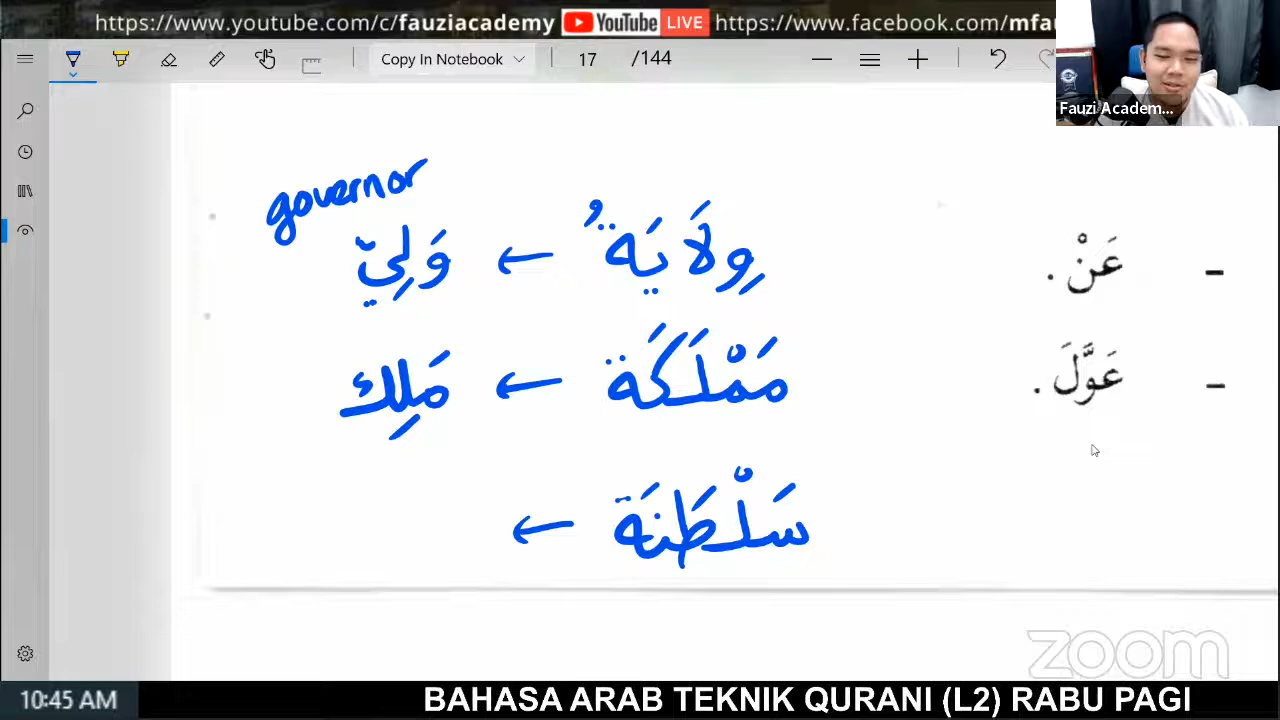 https://www.youtube.com/c/fauziacademy YouTube LIVE https://www.facebook.com/mfau
Copy In Notebook 17 /144
Fauzi Academ...
governor
وِلَايَةٌ ← وَلِيّ
- عَنْ .
مَمْلَكَة ← مَلِك
- عَوَّلَ .
سَلْطَنَة ←
zoom
10:45 AM BAHASA ARAB TEKNIK QURANI (L2) RABU PAGI